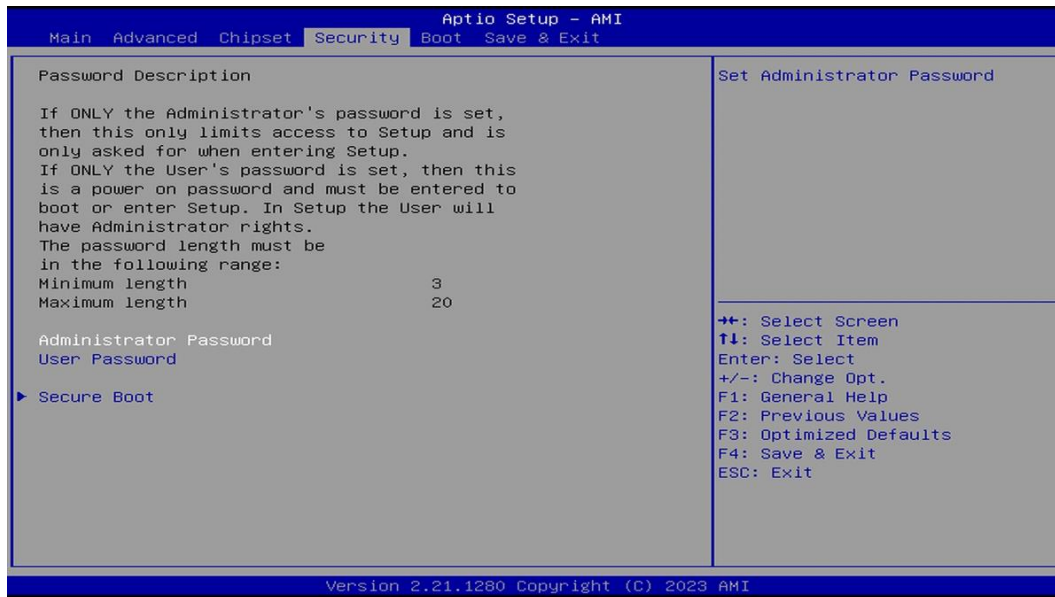 Aptio Setup – AMI
Main Advanced Chipset Security Boot Save & Exit
Password Description
If ONLY the Administrator's password is set,
then this only limits access to Setup and is
only asked for when entering Setup.
If ONLY the User's password is set, then this
is a power on password and must be entered to
boot or enter Setup. In Setup the User will
have Administrator rights.
The password length must be
in the following range:
Minimum length 3
Maximum length 20
Administrator Password
User Password
▶ Secure Boot
Set Administrator Password
→←: Select Screen
↑↓: Select Item
Enter: Select
+/-: Change Opt.
F1: General Help
F2: Previous Values
F3: Optimized Defaults
F4: Save & Exit
ESC: Exit
Version 2.21.1280 Copyright (C) 2023 AMI